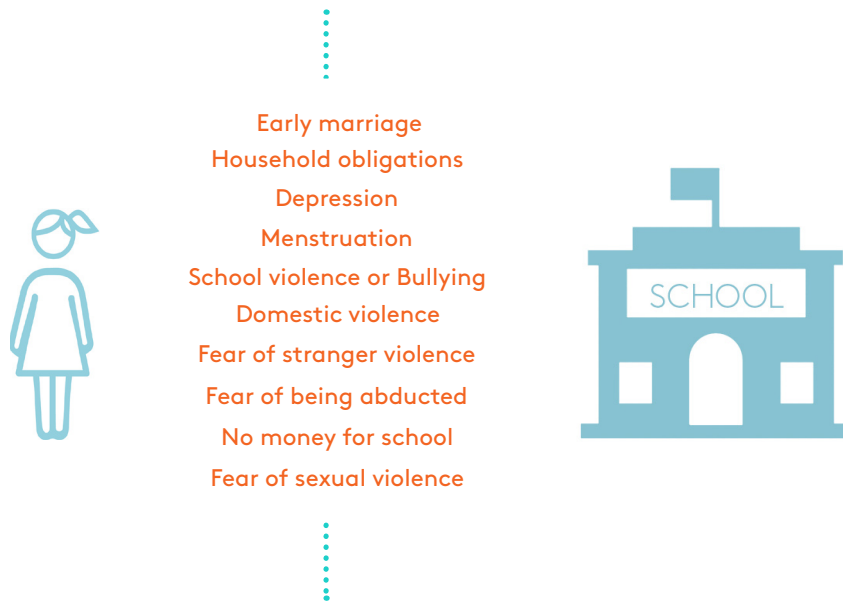 Early marriage
Household obligations
Depression
Menstruation
School violence or Bullying
Domestic violence
Fear of stranger violence
Fear of being abducted
No money for school
Fear of sexual violence
SCHOOL